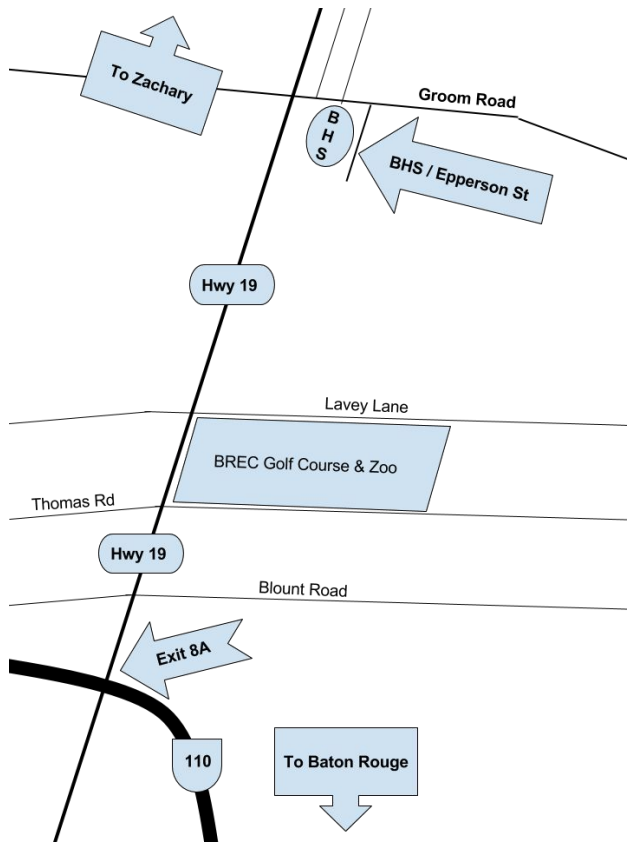 To Zachary
Groom Road
B
H
S
BHS / Epperson St
Hwy 19
Lavey Lane
BREC Golf Course & Zoo
Thomas Rd
Hwy 19
Blount Road
Exit 8A
110
To Baton Rouge